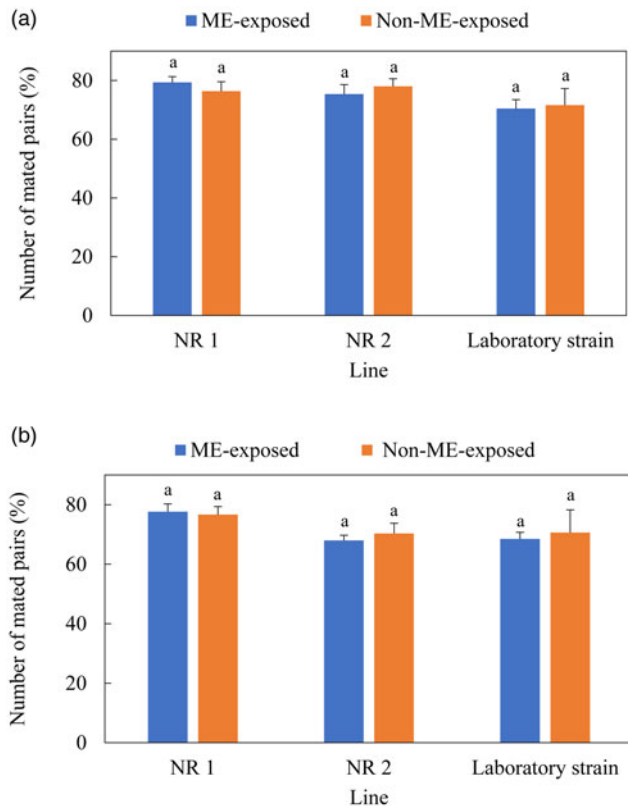 (a)
ME-exposed Non-ME-exposed
Number of mated pairs (%)
80
60
40
20
0
a a a a a a
NR 1 NR 2 Laboratory strain
Line
(b)
ME-exposed Non-ME-exposed
Number of mated pairs (%)
80
60
40
20
0
a a a a a a
NR 1 NR 2 Laboratory strain
Line